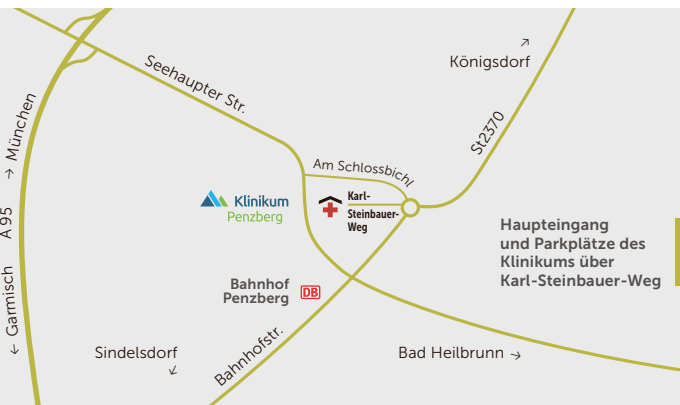 Königsdorf
Seehaupter Str.
St2370
→ München
A 95
← Garmisch
Am Schlossbichl
Klinikum
Penzberg
Karl-
Steinbauer-
Weg
Haupteingang
und Parkplätze des
Klinikums über
Karl-Steinbauer-Weg
Bahnhof
Penzberg
DB
Bahnhofstr.
Sindelsdorf
Bad Heilbrunn →